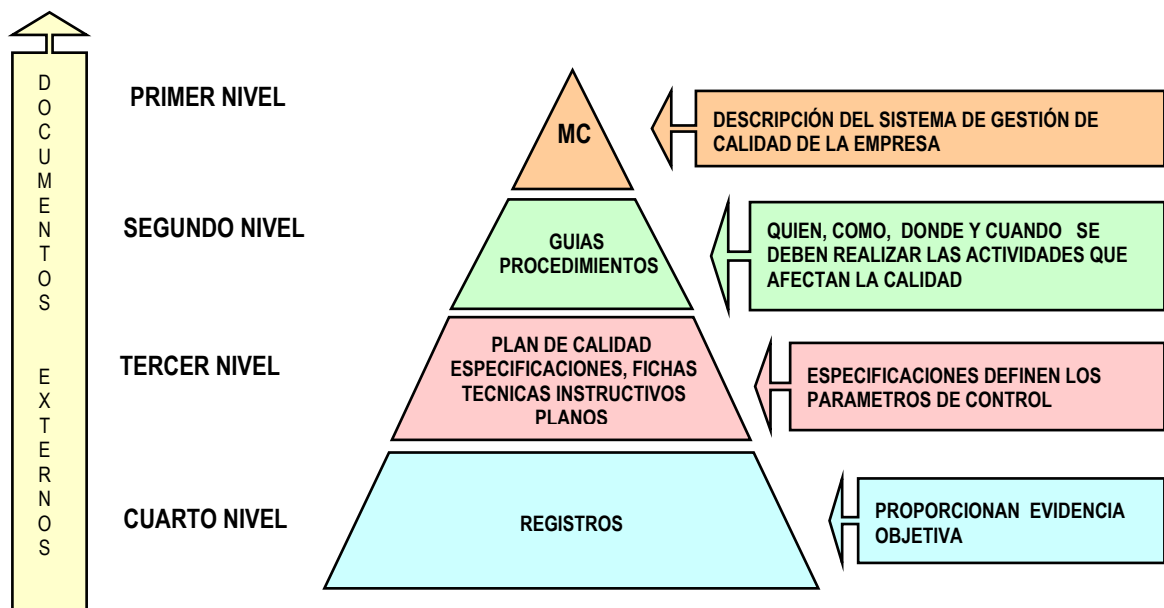 DOCUMENTOS EXTERNOS
PRIMER NIVEL
MC
DESCRIPCIÓN DEL SISTEMA DE GESTIÓN DE
CALIDAD DE LA EMPRESA
SEGUNDO NIVEL
GUIAS
PROCEDIMIENTOS
QUIEN, COMO, DONDE Y CUANDO SE
DEBEN REALIZAR LAS ACTIVIDADES QUE
AFECTAN LA CALIDAD
TERCER NIVEL
PLAN DE CALIDAD
ESPECIFICACIONES, FICHAS
TECNICAS INSTRUCTIVOS
PLANOS
ESPECIFICACIONES DEFINEN LOS
PARAMETROS DE CONTROL
CUARTO NIVEL
REGISTROS
PROPORCIONAN EVIDENCIA
OBJETIVA